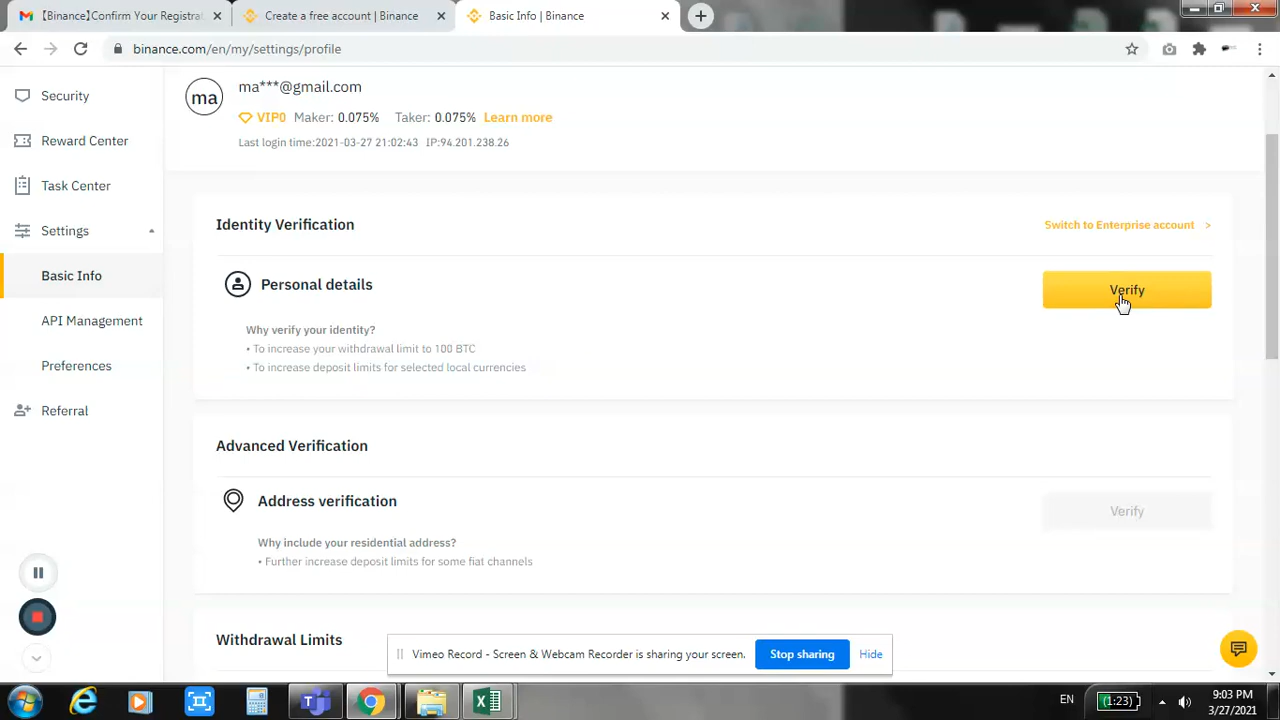 【Binance】Confirm Your Registra
Create a free account | Binance
Basic Info | Binance
binance.com/en/my/settings/profile
Security
Reward Center
Task Center
Settings
Basic Info
API Management
Preferences
Referral
ma
ma***@gmail.com
VIP0 Maker: 0.075% Taker: 0.075% Learn more
Last login time:2021-03-27 21:02:43 IP:94.201.238.26
Identity Verification
Switch to Enterprise account >
Personal details
Verify
Why verify your identity?
• To increase your withdrawal limit to 100 BTC
• To increase deposit limits for selected local currencies
Advanced Verification
Address verification
Verify
Why include your residential address?
• Further increase deposit limits for some fiat channels
Withdrawal Limits
Vimeo Record - Screen & Webcam Recorder is sharing your screen.
Stop sharing
Hide
EN
(1:23)
9:03 PM
3/27/2021